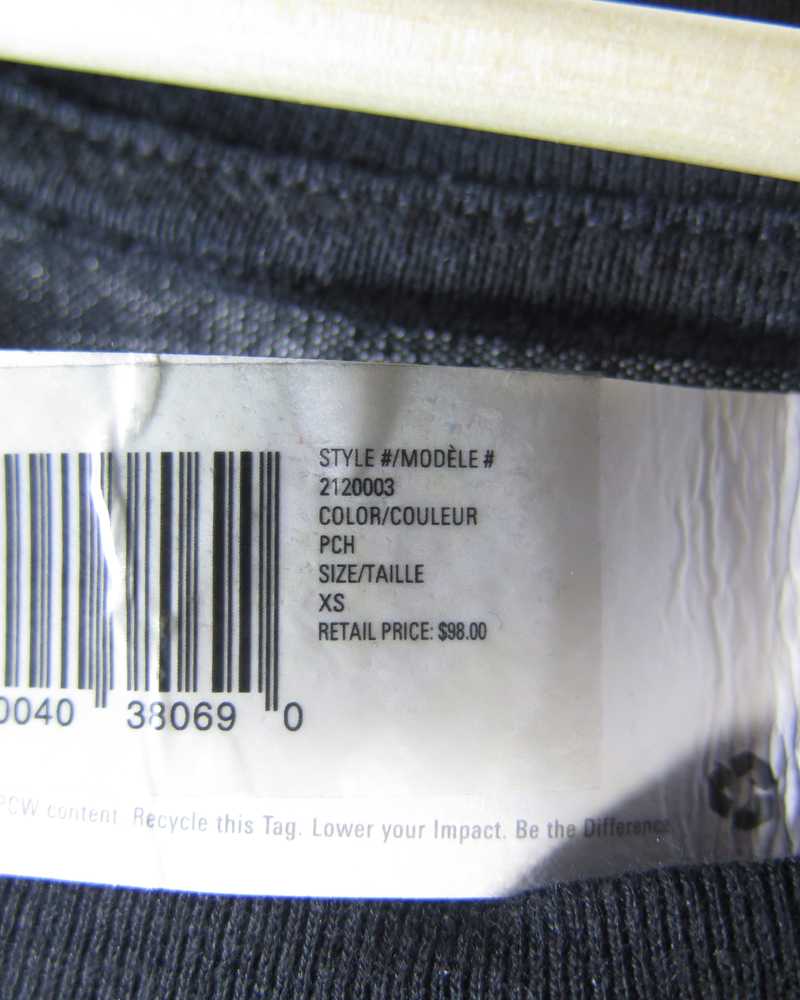 STYLE #/MODÈLE #
2120003
COLOR/COULEUR
PCH
SIZE/TAILLE
XS
RETAIL PRICE: $98.00
0040 38069 0
PCW content. Recycle this Tag. Lower your Impact. Be the Difference